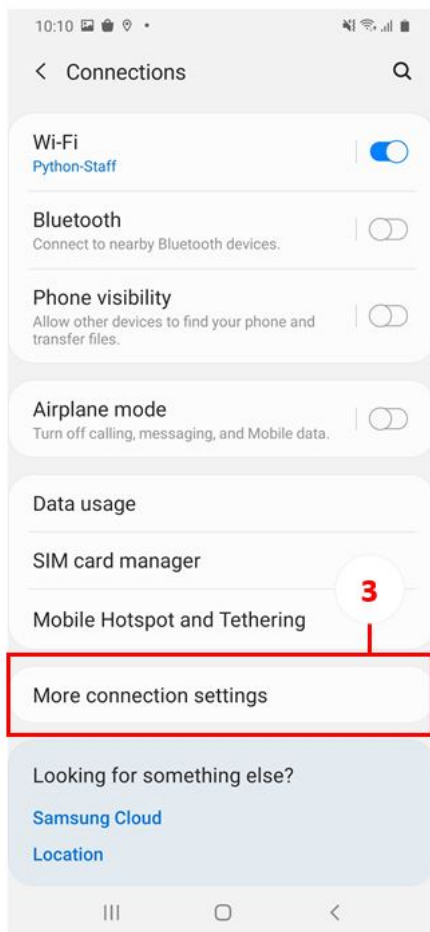 10:10
Connections
Wi-Fi
Python-Staff
Bluetooth
Connect to nearby Bluetooth devices.
Phone visibility
Allow other devices to find your phone and
transfer files.
Airplane mode
Turn off calling, messaging, and Mobile data.
Data usage
SIM card manager
3
Mobile Hotspot and Tethering
More connection settings
Looking for something else?
Samsung Cloud
Location